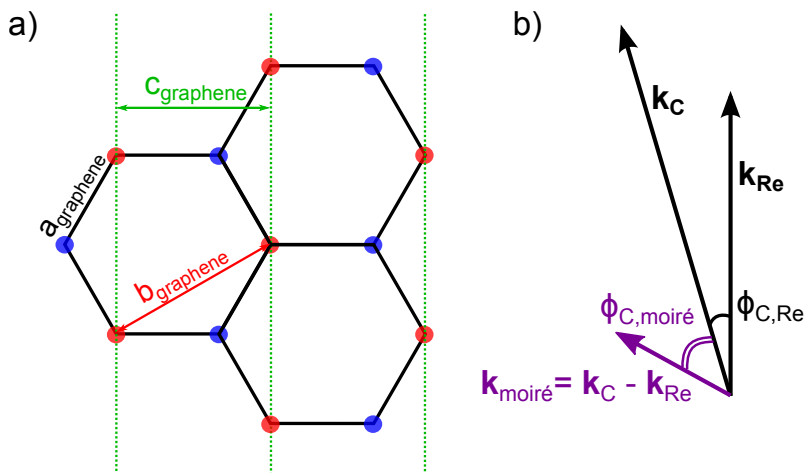 a)
c_graphene
a_graphene
b_graphene
b)
k_C
k_Re
ϕ_C,moiré
ϕ_C,Re
k_moiré = k_C - k_Re